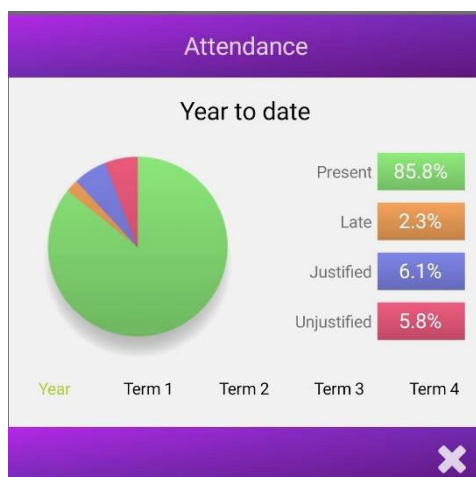 Attendance
Year to date
Present 85.8%
Late 2.3%
Justified 6.1%
Unjustified 5.8%
Year Term 1 Term 2 Term 3 Term 4